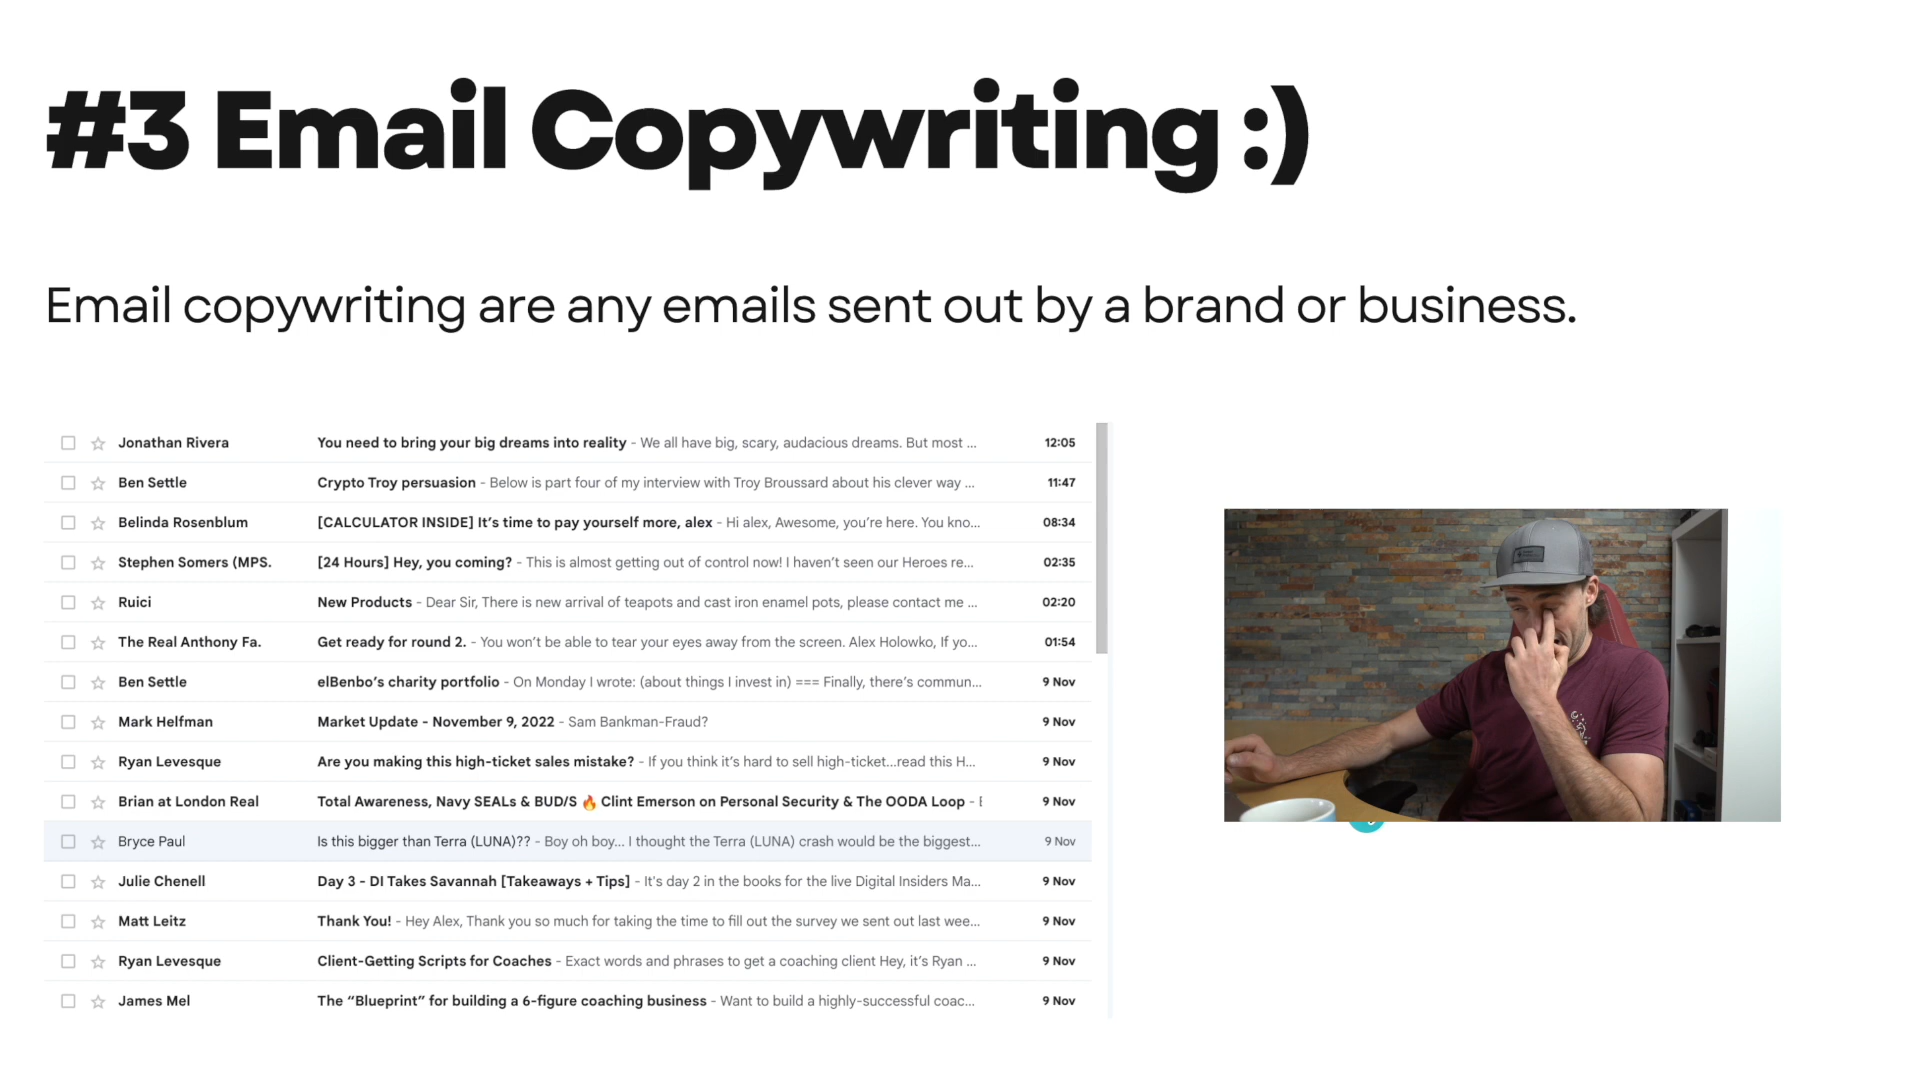 #3 Email Copywriting :)
Email copywriting are any emails sent out by a brand or business.
Jonathan Rivera You need to bring your big dreams into reality - We all have big, scary, audacious dreams. But most ... 12:05
Ben Settle Crypto Troy persuasion - Below is part four of my interview with Troy Broussard about his clever way ... 11:47
Belinda Rosenblum [CALCULATOR INSIDE] It’s time to pay yourself more, alex - Hi alex, Awesome, you’re here. You kno... 08:34
Stephen Somers (MPS. [24 Hours] Hey, you coming? - This is almost getting out of control now! I haven’t seen our Heroes re... 02:35
Ruici New Products - Dear Sir, There is new arrival of teapots and cast iron enamel pots, please contact me ... 02:20
The Real Anthony Fa. Get ready for round 2. - You won’t be able to tear your eyes away from the screen. Alex Holowko, If yo... 01:54
Ben Settle elBenbo’s charity portfolio - On Monday I wrote: (about things I invest in) === Finally, there’s commun... 9 Nov
Mark Helfman Market Update - November 9, 2022 - Sam Bankman-Fraud? 9 Nov
Ryan Levesque Are you making this high-ticket sales mistake? - If you think it’s hard to sell high-ticket...read this H... 9 Nov
Brian at London Real Total Awareness, Navy SEALs & BUD/S 🔥 Clint Emerson on Personal Security & The OODA Loop - 9 Nov
Bryce Paul Is this bigger than Terra (LUNA)?? - Boy oh boy... I thought the Terra (LUNA) crash would be the biggest... 9 Nov
Julie Chenell Day 3 - DI Takes Savannah [Takeaways + Tips] - It's day 2 in the books for the live Digital Insiders Ma... 9 Nov
Matt Leitz Thank You! - Hey Alex, Thank you so much for taking the time to fill out the survey we sent out last wee... 9 Nov
Ryan Levesque Client-Getting Scripts for Coaches - Exact words and phrases to get a coaching client Hey, it’s Ryan ... 9 Nov
James Mel The “Blueprint” for building a 6-figure coaching business - Want to build a highly-successful coac... 9 Nov